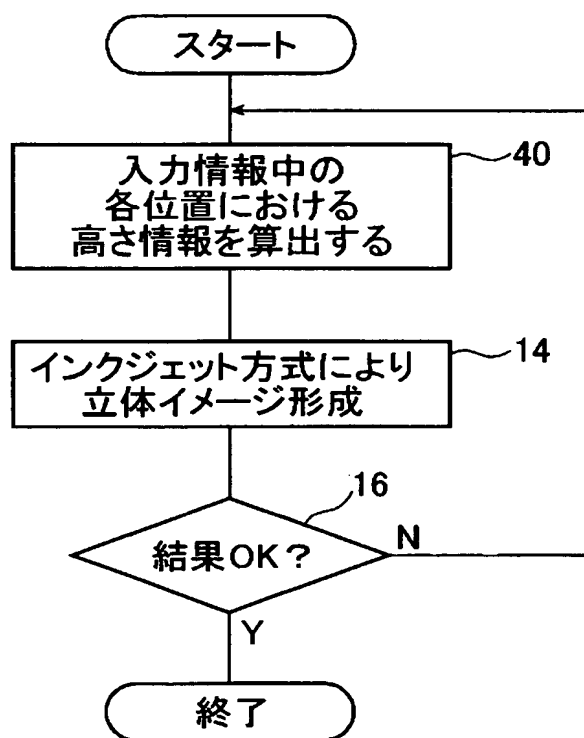 スタート
入力情報中の
各位置における
高さ情報を算出する
40
インクジェット方式により
立体イメージ形成
14
16
結果OK?
N
Y
終了